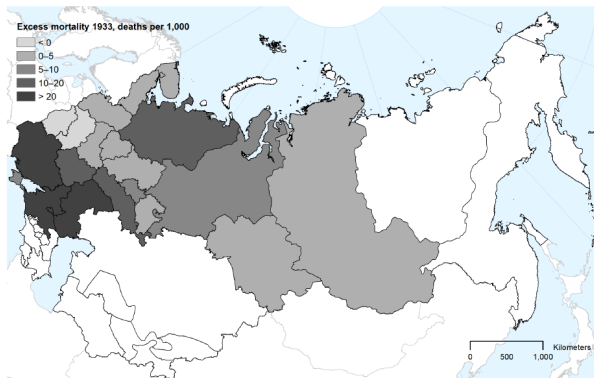 Excess mortality 1933, deaths per 1,000
< 0
0–5
5–10
10–20
> 20
Kilometers
0 500 1,000